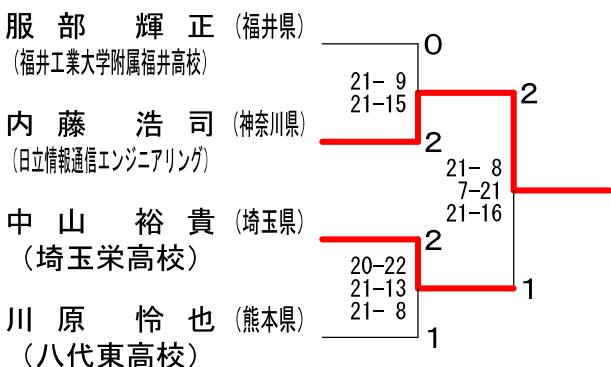 服部 輝正 (福井県)
(福井工業大学附属福井高校)
0
21- 9
21-15
2
内藤 浩司 (神奈川県)
(日立情報通信エンジニアリング)
2
21- 8
7-21
21-16
中山 裕貴 (埼玉県)
(埼玉栄高校)
2
20-22
21-13
21- 8
1
川原 怜也 (熊本県)
(八代東高校)
1